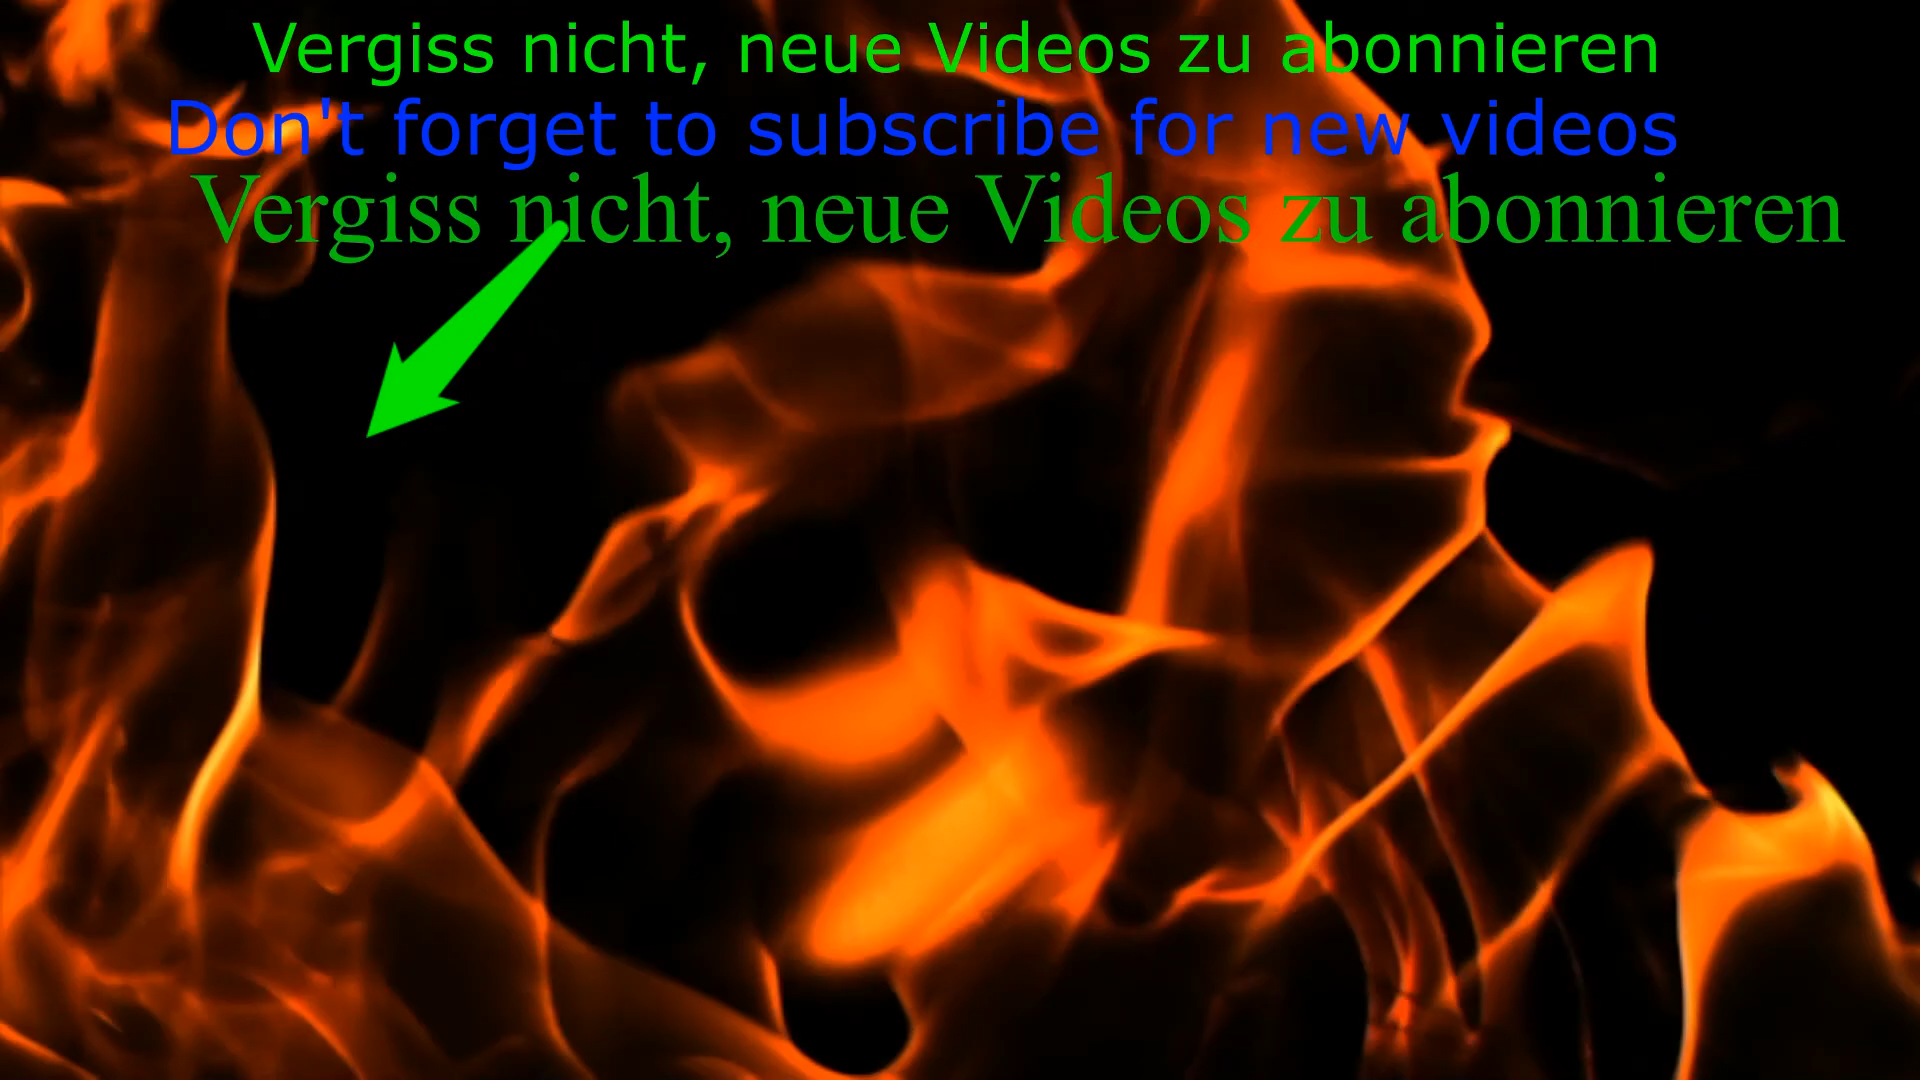 Vergiss nicht, neue Videos zu abonnieren
Don't forget to subscribe for new videos
Vergiss nicht, neue Videos zu abonnieren